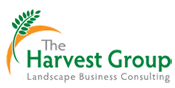 The
Harvest Group
Landscape Business Consulting